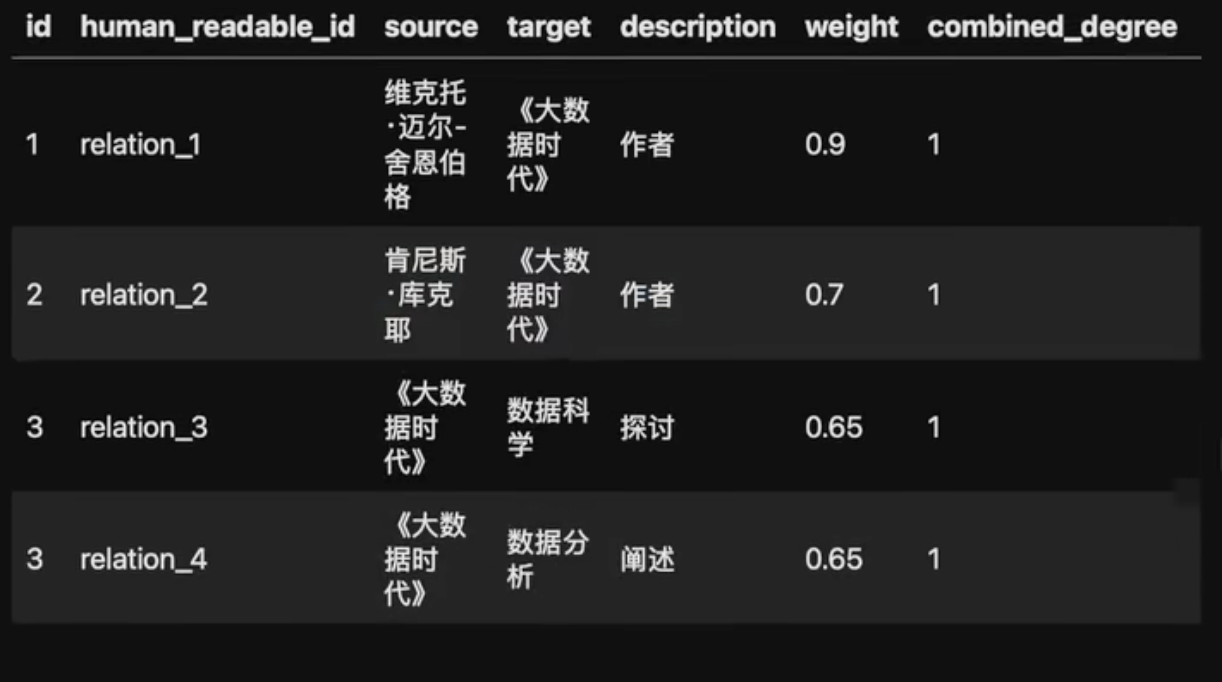 id human_readable_id source target description weight combined_degree
1 relation_1 维克托·迈尔-舍恩伯格 《大数据时代》 作者 0.9 1
2 relation_2 肯尼斯·库克耶 《大数据时代》 作者 0.7 1
3 relation_3 《大数据时代》 数据科学 探讨 0.65 1
3 relation_4 《大数据时代》 数据分析 阐述 0.65 1